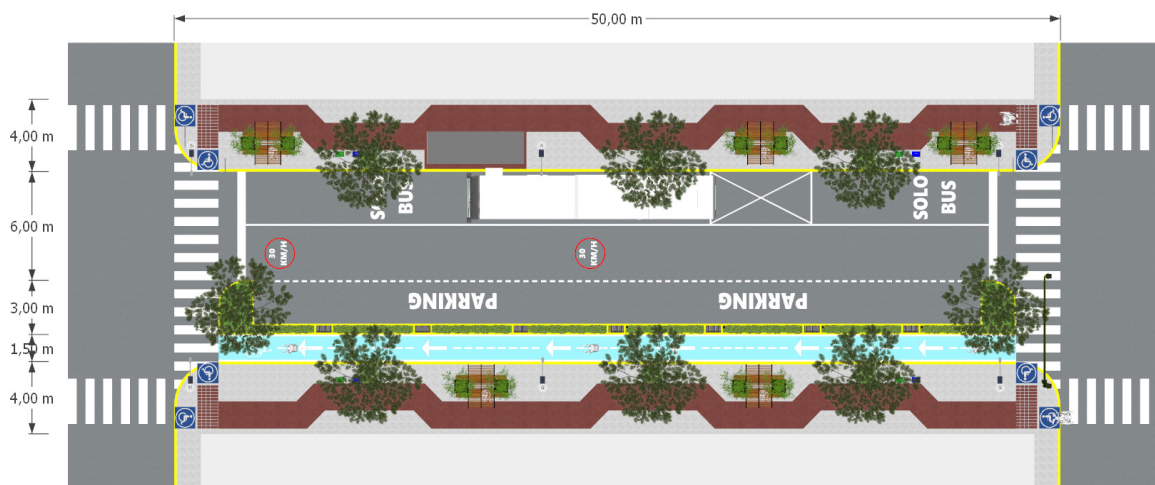 50,00 m
4,00 m
6,00 m
3,00 m
1,50 m
4,00 m
SOLO
BUS
SOLO
BUS
30
KM/H
30
KM/H
PARKING
PARKING